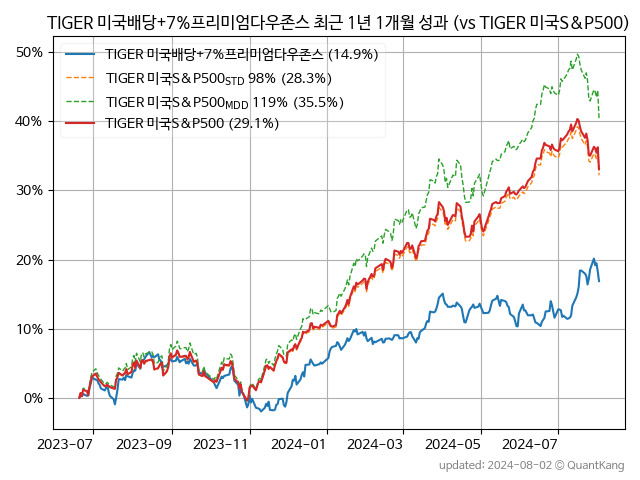 TIGER 미국배당+7%프리미엄다우존스 최근 1년 1개월 성과 (vs TIGER 미국S&P500)
TIGER 미국배당+7%프리미엄다우존스 (14.9%)
TIGER 미국S&P500STD 98% (28.3%)
TIGER 미국S&P500MDD 119% (35.5%)
TIGER 미국S&P500 (29.1%)
50%
40%
30%
20%
10%
0%
2023-07 2023-09 2023-11 2024-01 2024-03 2024-05 2024-07
updated: 2024-08-02 © QuantKang